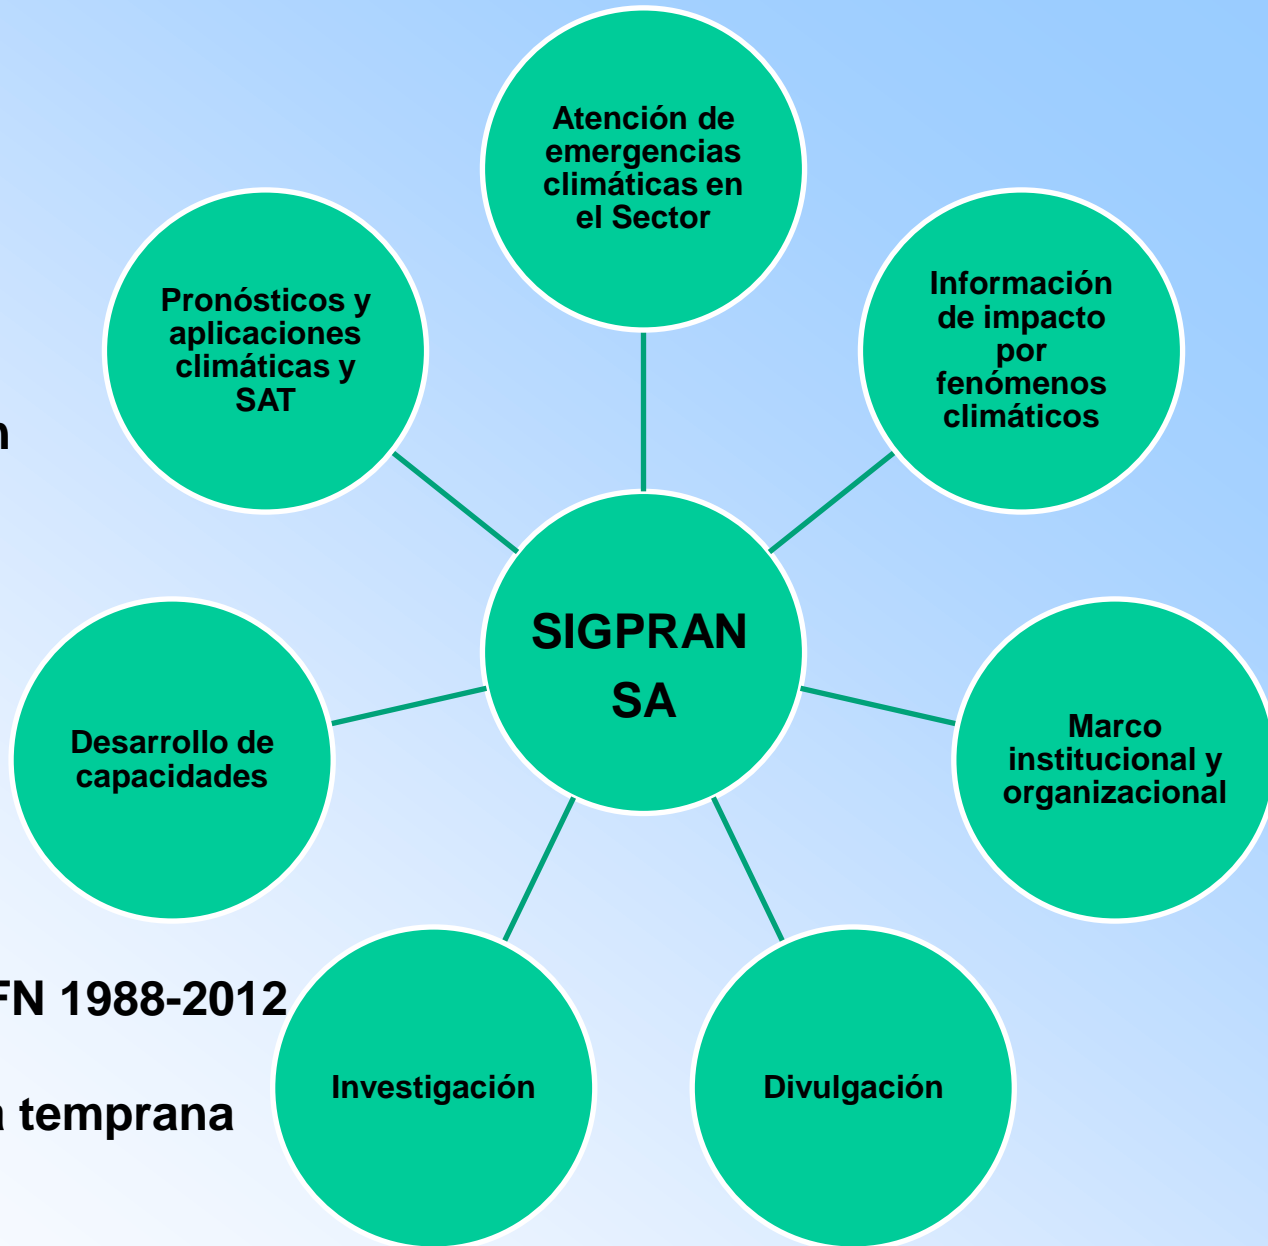 Atención de
emergencias
climáticas en
el Sector
Pronósticos y
aplicaciones
climáticas y
SAT
Información
de impacto
por
fenómenos
climáticos
SIGPRAN
SA
Desarrollo de
capacidades
Marco
institucional y
organizacional
FN 1988-2012
temprana
Investigación
Divulgación